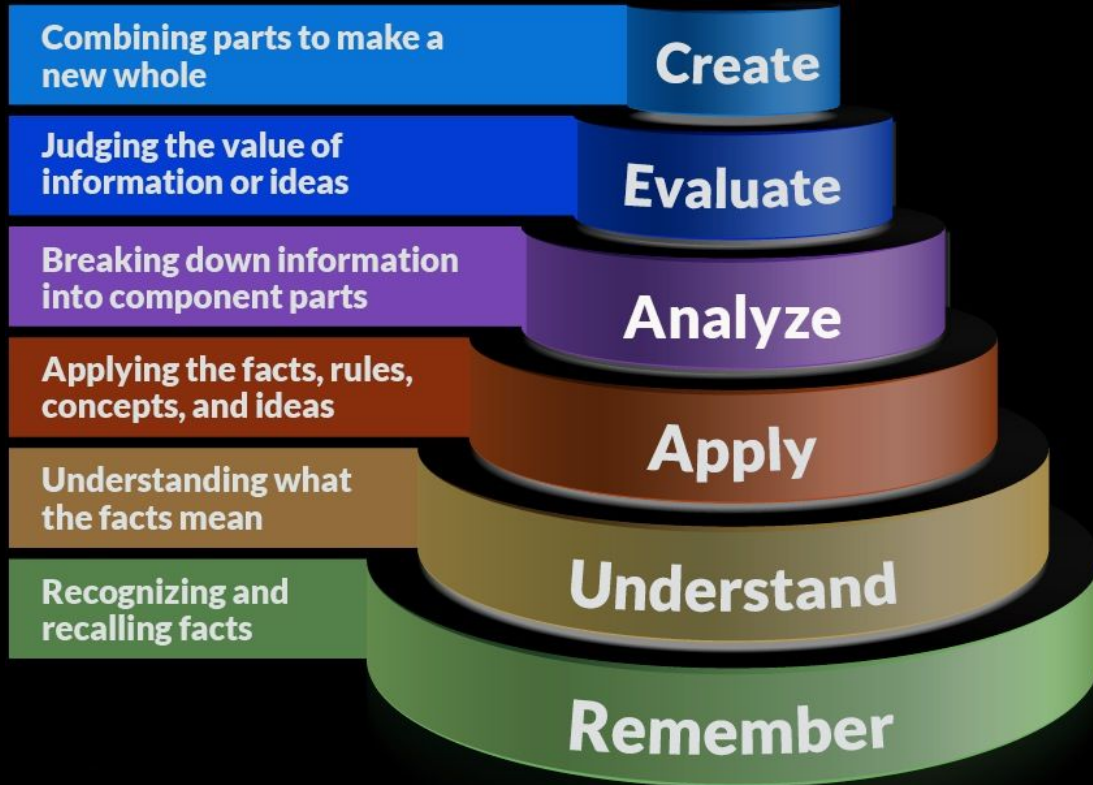 Combining parts to make a
new whole
Create
Judging the value of
information or ideas
Evaluate
Breaking down information
into component parts
Analyze
Applying the facts, rules,
concepts, and ideas
Apply
Understanding what
the facts mean
Understand
Recognizing and
recalling facts
Remember